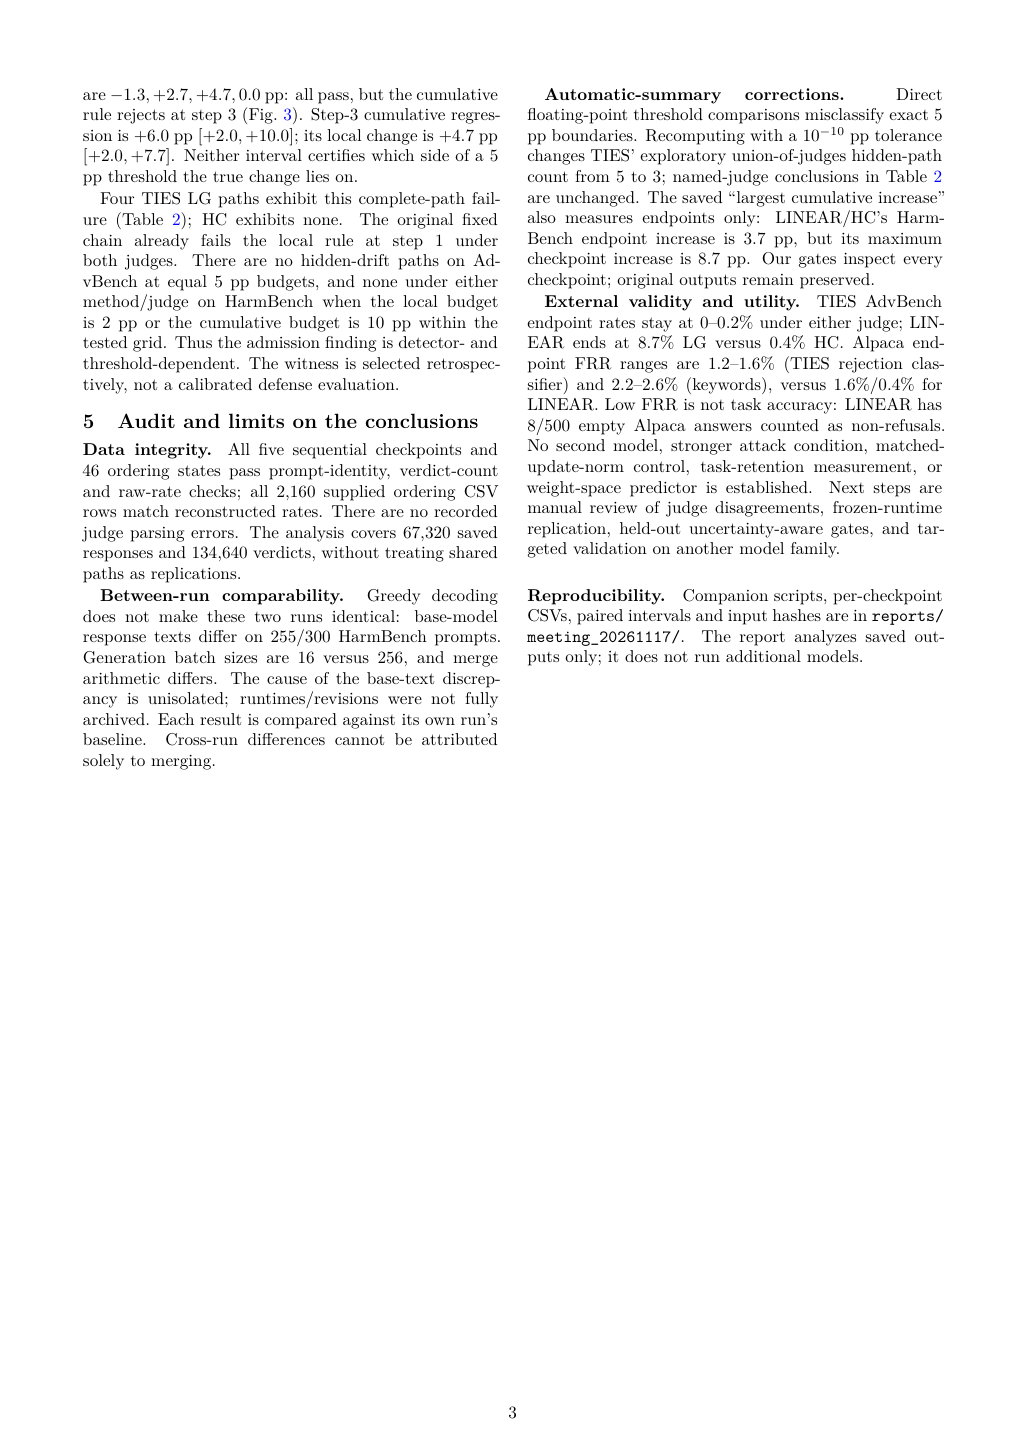 are −1.3, +2.7, +4.7, 0.0 pp: all pass, but the cumulative
rule rejects at step 3 (Fig. 3). Step-3 cumulative regres-
sion is +6.0 pp [+2.0, +10.0]; its local change is +4.7 pp
[+2.0, +7.7]. Neither interval certifies which side of a 5
pp threshold the true change lies on.
Four TIES LG paths exhibit this complete-path fail-
ure (Table 2); HC exhibits none. The original fixed
chain already fails the local rule at step 1 under
both judges. There are no hidden-drift paths on Ad-
vBench at equal 5 pp budgets, and none under either
method/judge on HarmBench when the local budget
is 2 pp or the cumulative budget is 10 pp within the
tested grid. Thus the admission finding is detector- and
threshold-dependent. The witness is selected retrospec-
tively, not a calibrated defense evaluation.
5 Audit and limits on the conclusions
Data integrity. All five sequential checkpoints and
46 ordering states pass prompt-identity, verdict-count
and raw-rate checks; all 2,160 supplied ordering CSV
rows match reconstructed rates. There are no recorded
judge parsing errors. The analysis covers 67,320 saved
responses and 134,640 verdicts, without treating shared
paths as replications.
Between-run comparability. Greedy decoding
does not make these two runs identical: base-model
response texts differ on 255/300 HarmBench prompts.
Generation batch sizes are 16 versus 256, and merge
arithmetic differs. The cause of the base-text discrep-
ancy is unisolated; runtimes/revisions were not fully
archived. Each result is compared against its own run's
baseline. Cross-run differences cannot be attributed
solely to merging.
Automatic-summary corrections. Direct
floating-point threshold comparisons misclassify exact 5
pp boundaries. Recomputing with a 10⁻¹⁰ pp tolerance
changes TIES' exploratory union-of-judges hidden-path
count from 5 to 3; named-judge conclusions in Table 2
are unchanged. The saved “largest cumulative increase”
also measures endpoints only: LINEAR/HC's Harm-
Bench endpoint increase is 3.7 pp, but its maximum
checkpoint increase is 8.7 pp. Our gates inspect every
checkpoint; original outputs remain preserved.
External validity and utility. TIES AdvBench
endpoint rates stay at 0–0.2% under either judge; LIN-
EAR ends at 8.7% LG versus 0.4% HC. Alpaca end-
point FRR ranges are 1.2–1.6% (TIES rejection clas-
sifier) and 2.2–2.6% (keywords), versus 1.6%/0.4% for
LINEAR. Low FRR is not task accuracy: LINEAR has
8/500 empty Alpaca answers counted as non-refusals.
No second model, stronger attack condition, matched-
update-norm control, task-retention measurement, or
weight-space predictor is established. Next steps are
manual review of judge disagreements, frozen-runtime
replication, held-out uncertainty-aware gates, and tar-
geted validation on another model family.
Reproducibility. Companion scripts, per-checkpoint
CSVs, paired intervals and input hashes are in reports/
meeting_20261117/. The report analyzes saved out-
puts only; it does not run additional models.
3